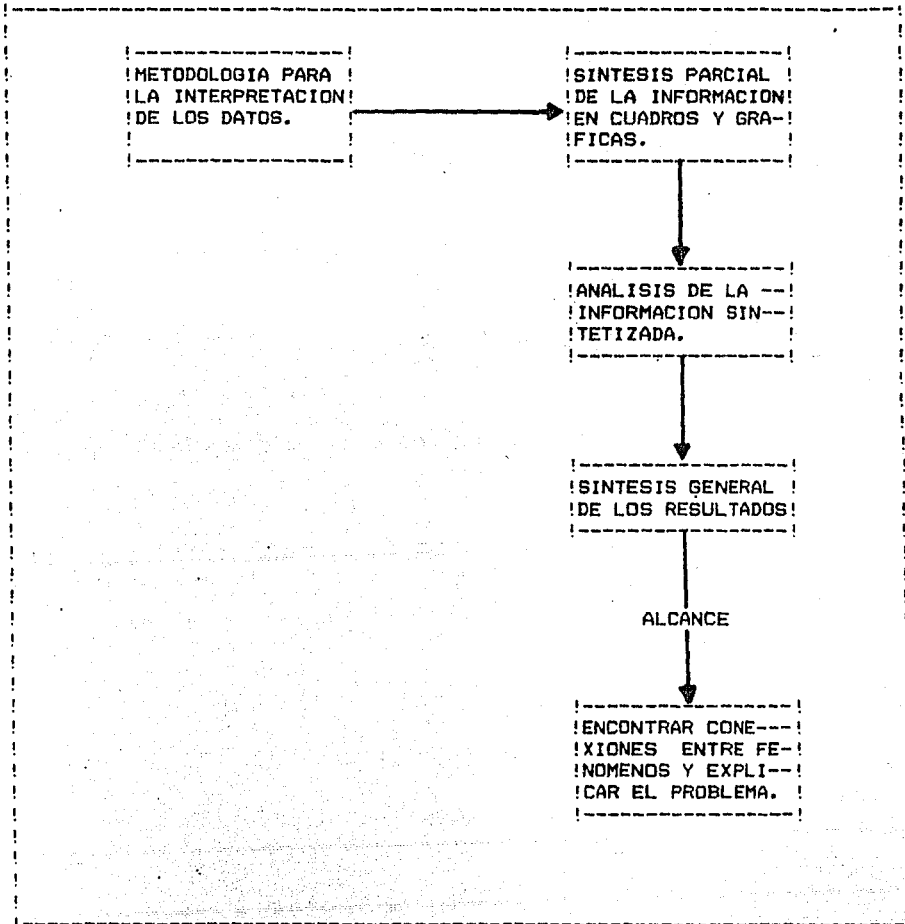 METODOLOGIA PARA
LA INTERPRETACION
DE LOS DATOS.
SINTESIS PARCIAL
DE LA INFORMACION
EN CUADROS Y GRA-
FICAS.
ANALISIS DE LA --
INFORMACION SIN--
TETIZADA.
SINTESIS GENERAL
DE LOS RESULTADOS
ALCANCE
ENCONTRAR CONE---
XIONES ENTRE FE-
NOMENOS Y EXPLI--
CAR EL PROBLEMA.